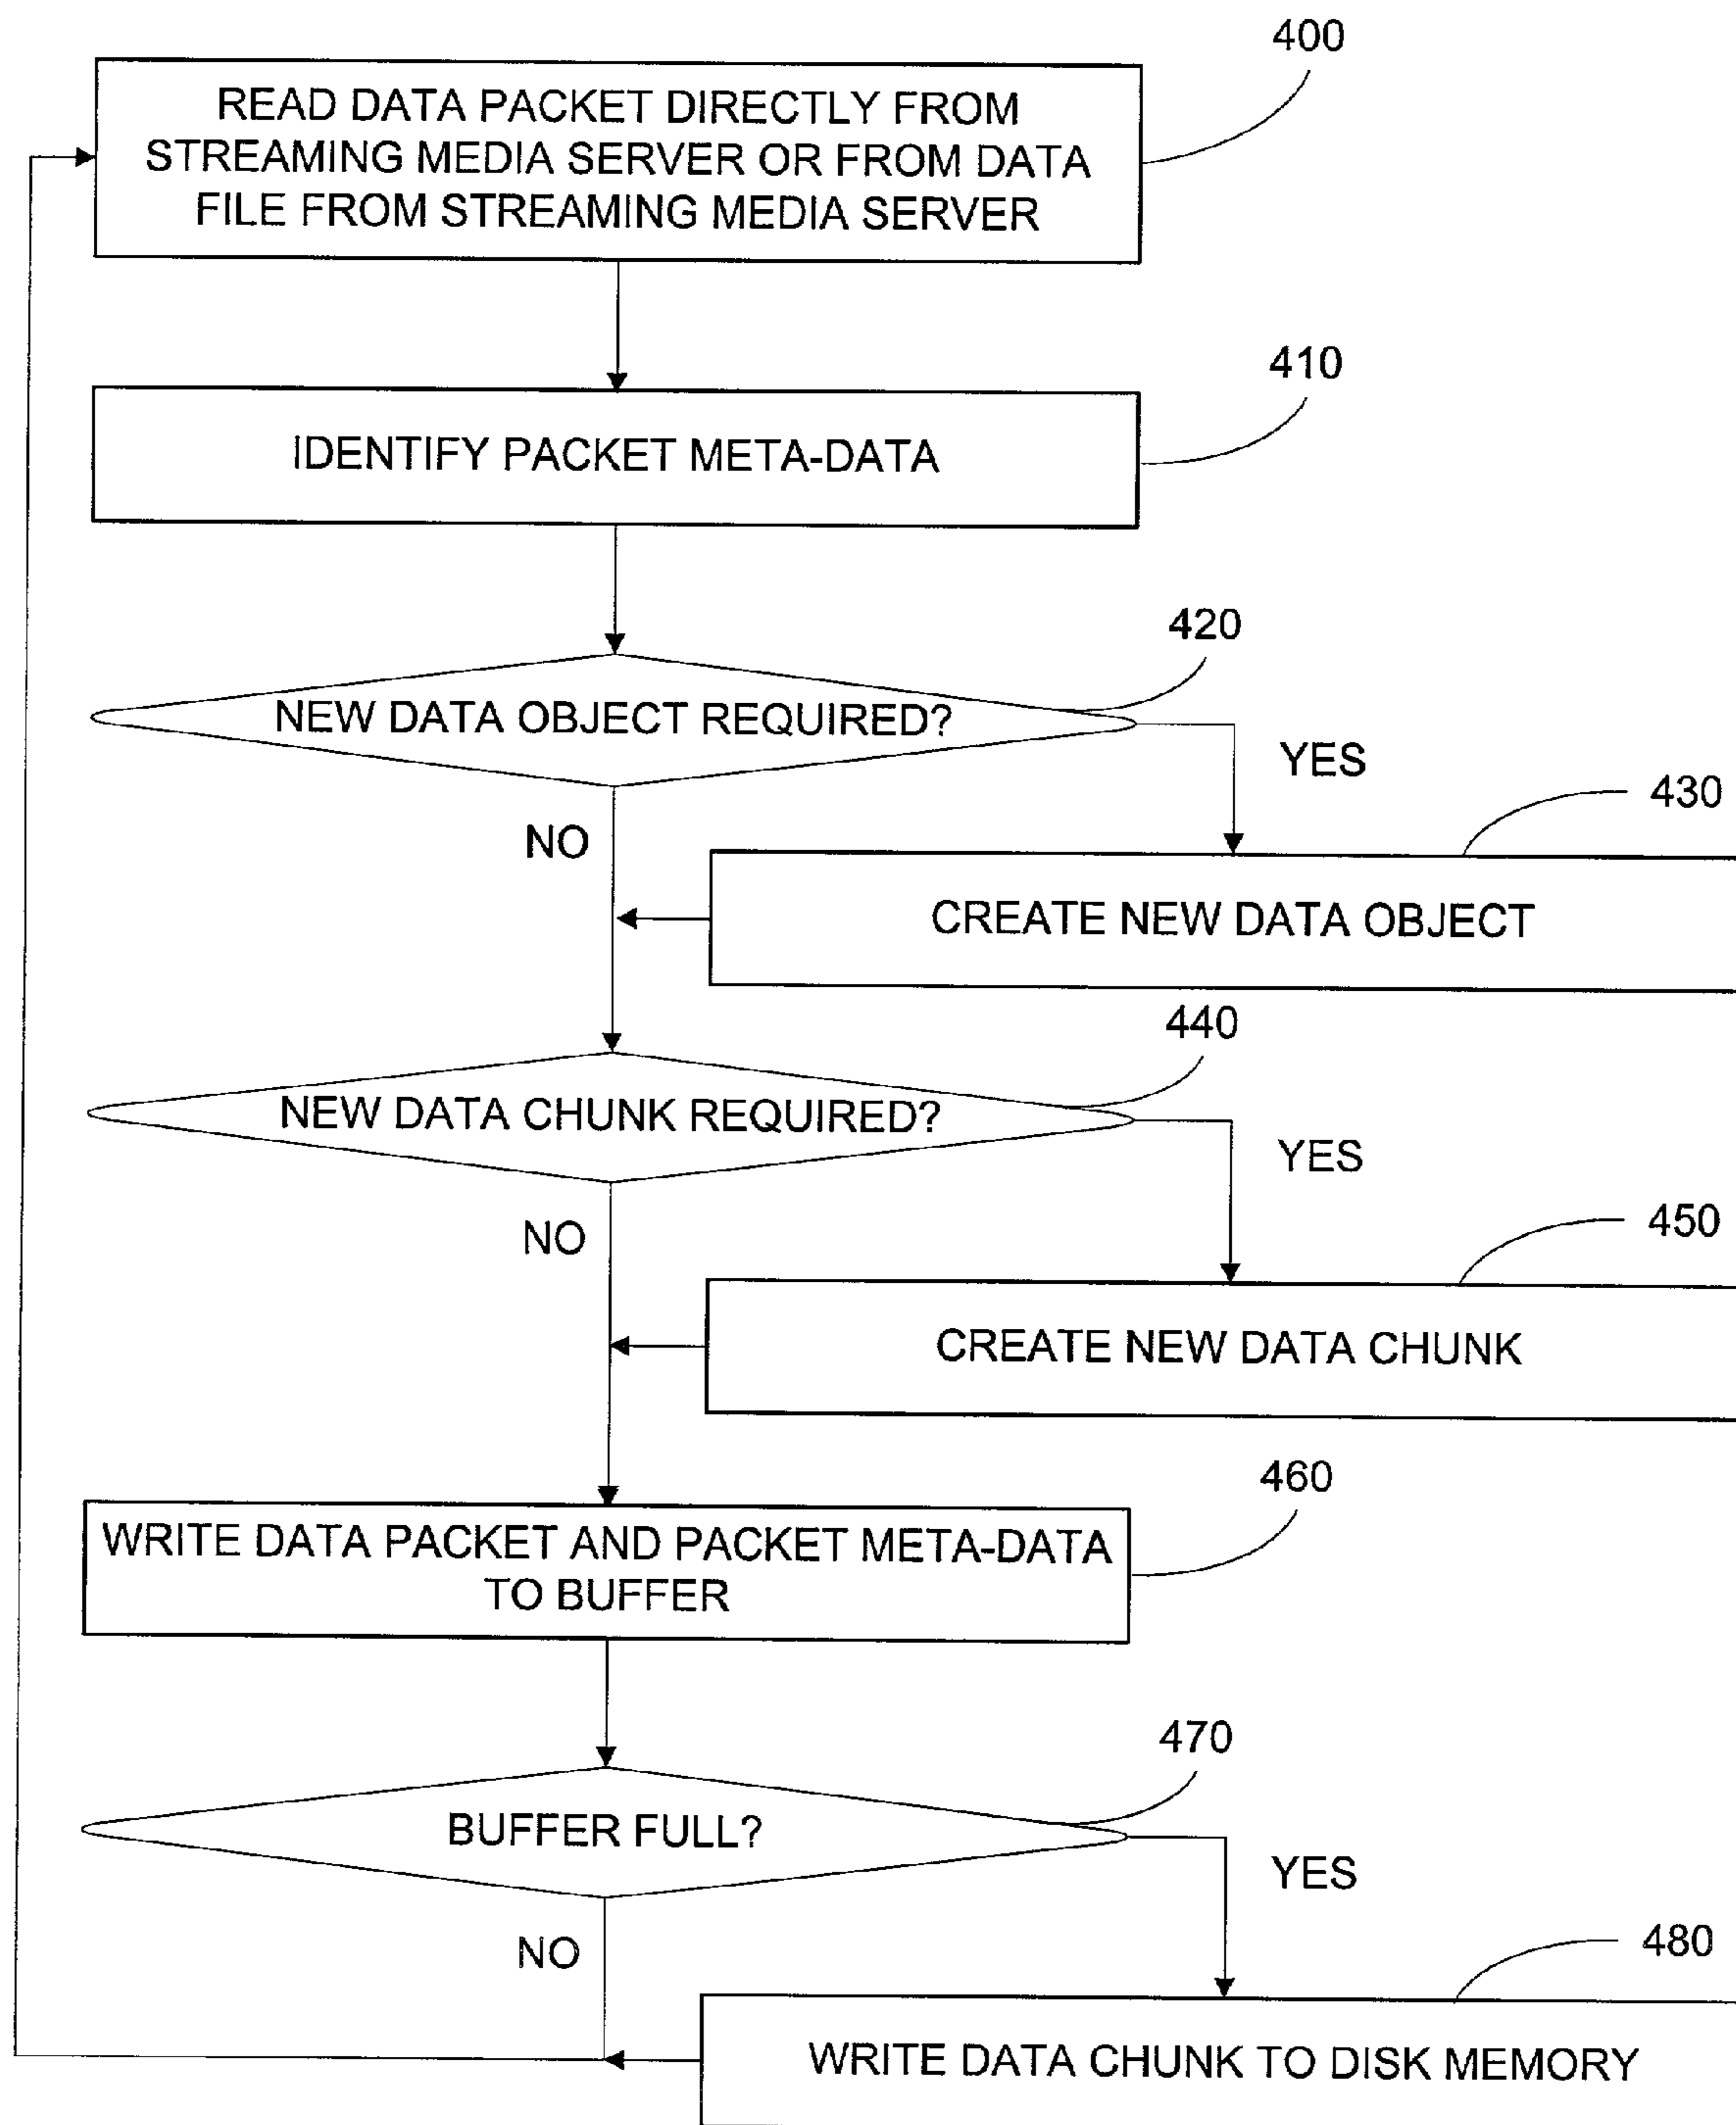 400
READ DATA PACKET DIRECTLY FROM
STREAMING MEDIA SERVER OR FROM DATA
FILE FROM STREAMING MEDIA SERVER
410
IDENTIFY PACKET META-DATA
420
NEW DATA OBJECT REQUIRED?
YES
430
NO
CREATE NEW DATA OBJECT
440
NEW DATA CHUNK REQUIRED?
YES
450
NO
CREATE NEW DATA CHUNK
460
WRITE DATA PACKET AND PACKET META-DATA
TO BUFFER
470
BUFFER FULL?
YES
480
NO
WRITE DATA CHUNK TO DISK MEMORY